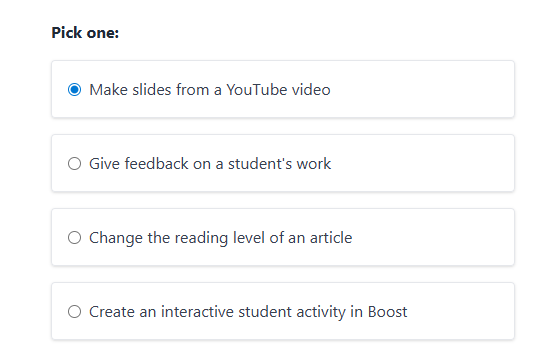 Pick one:
Make slides from a YouTube video
Give feedback on a student's work
Change the reading level of an article
Create an interactive student activity in Boost